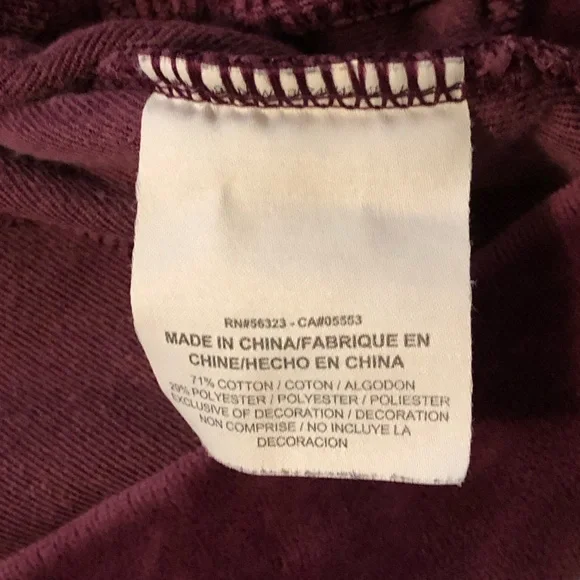 RN#56323 - CA#05553
MADE IN CHINA/FABRIQUE EN
CHINE/HECHO EN CHINA
71% COTTON / COTON / ALGODON
29% POLYESTER / POLYESTER / POLIESTER
EXCLUSIVE OF DECORATION / DECORATION
NON COMPRISE / NO INCLUYE LA
DECORACION